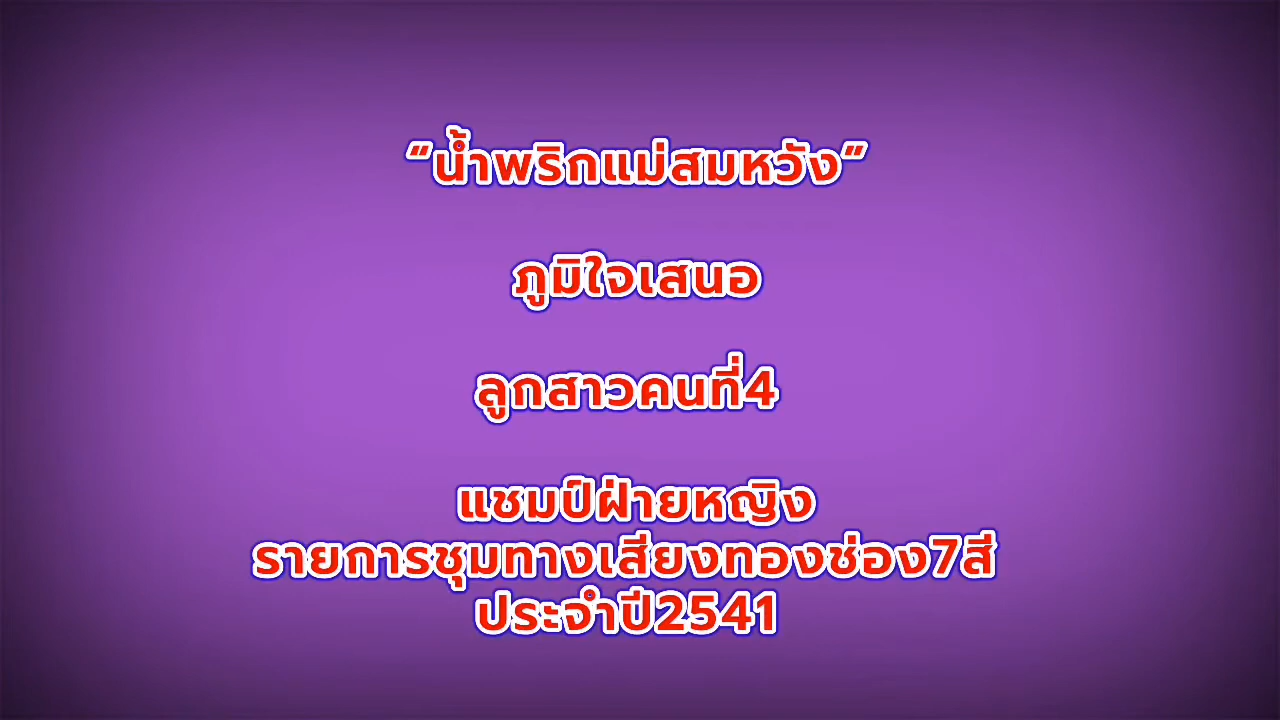 “น้ำพริกแม่สมหวัง”
ภูมิใจเสนอ
ลูกสาวคนที่4
แชมป์ฝ่ายหญิง
รายการชุมทางเสียงทองช่อง7สี
ประจำปี2541